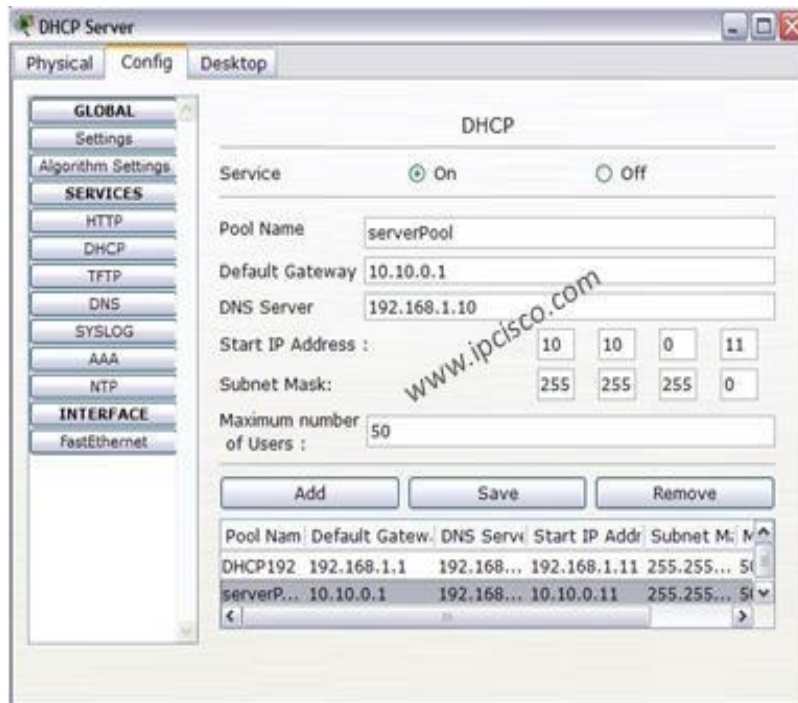 DHCP Server
Physical Config Desktop
GLOBAL
Settings
Algorithm Settings
SERVICES
HTTP
DHCP
TFTP
DNS
SYSLOG
AAA
NTP
INTERFACE
FastEthernet
DHCP
Service On Off
Pool Name serverPool
Default Gateway 10.10.0.1
DNS Server 192.168.1.10
Start IP Address : 10 10 0 11
Subnet Mask: 255 255 255 0
Maximum number
of Users : 50
www.ipcisco.com
Add Save Remove
Pool Nam Default Gatew. DNS Serve Start IP Addr Subnet M
DHCP192 192.168.1.1 192.168... 192.168.1.11 255.255...
serverP... 10.10.0.1 192.168... 10.10.0.11 255.255...